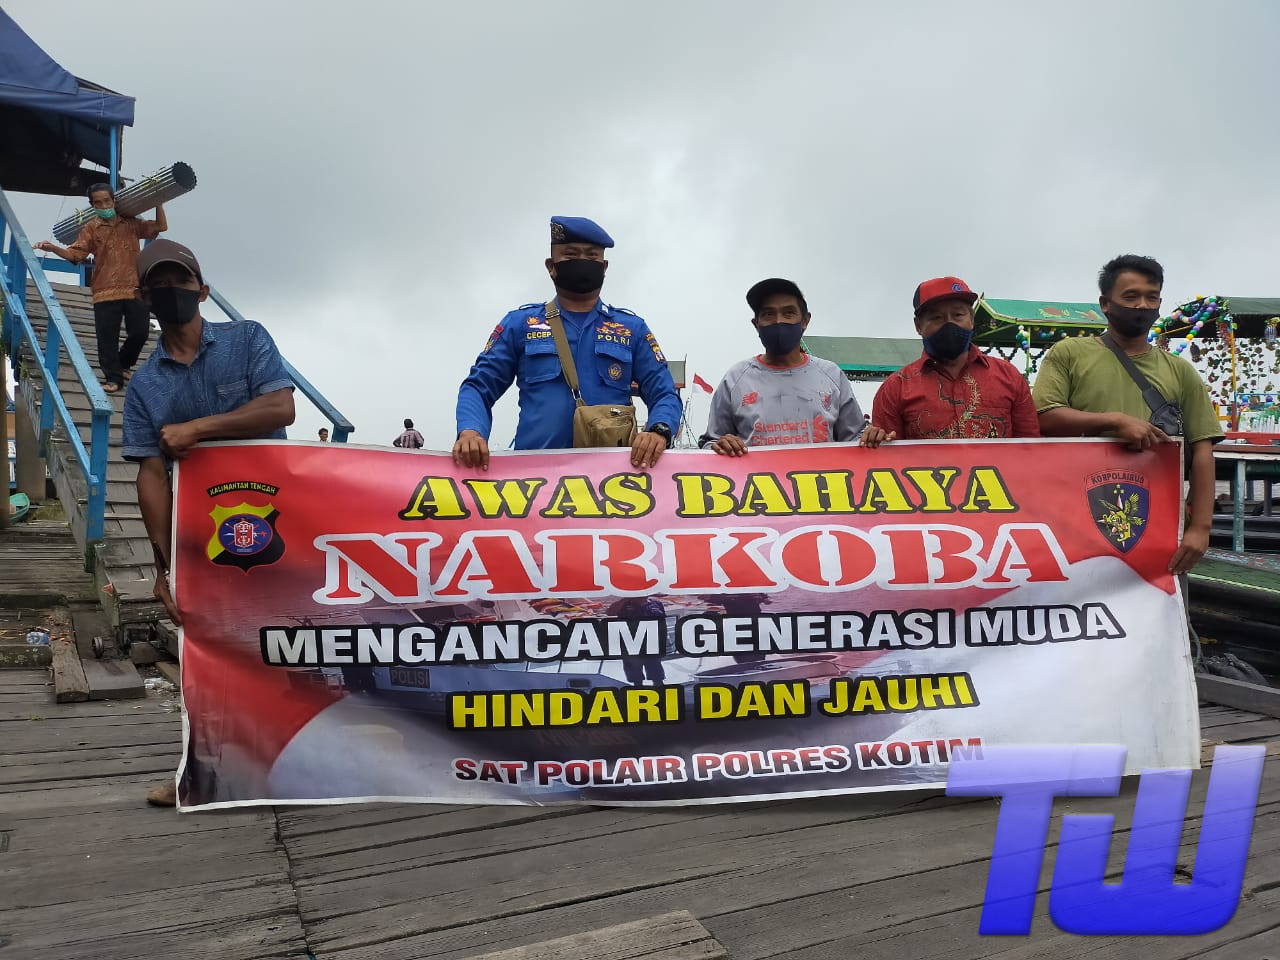 CECEP
POLRI
Standard
Chartered
KALIMANTAN TENGAH
KORPOLAIRUD
AWAS BAHAYA
NARKOBA
MENGANCAM GENERASI MUDA
POLISI
HINDARI DAN JAUHI
SAT POLAIR POLRES KOTIM
TW